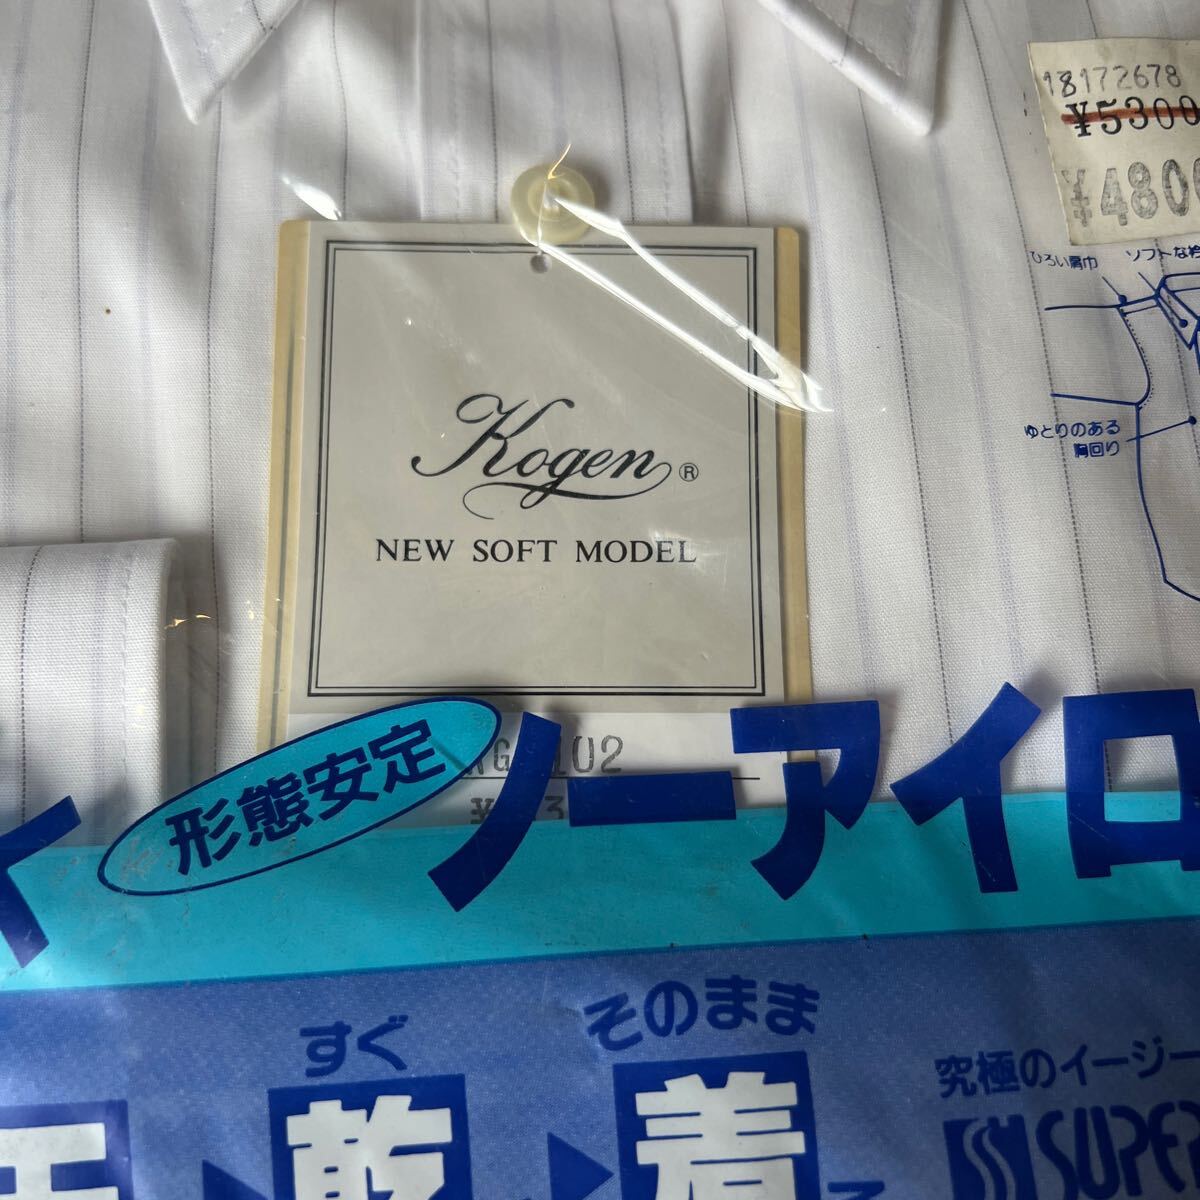 18172678
¥5300
¥480
ひろい肩巾
ソフトな衿
ゆとりのある
胸回り
Kogen®
NEW SOFT MODEL
102
形態安定
ノーアイロ
すぐ
そのまま
乾
着
究極のイージー
SUPER